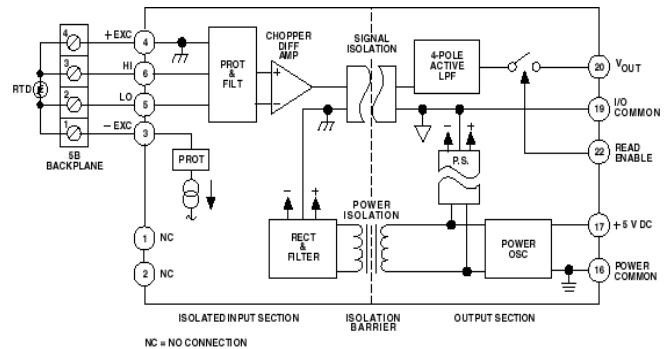 4
+ EXC
4
3
HI
6
RTD
2
LO
5
1
− EXC
3
5B
BACKPLANE
PROT
PROT
&
FILT
CHOPPER
DIFF
AMP
+
−
SIGNAL
ISOLATION
4-POLE
ACTIVE
LPF
20
VOUT
19
I/O
COMMON
22
READ
ENABLE
− +
P.S.
− +
RECT
&
FILTER
POWER
ISOLATION
POWER
OSC
17
+ 5 V DC
16
POWER
COMMON
1
NC
2
NC
ISOLATED INPUT SECTION
ISOLATION
BARRIER
OUTPUT SECTION
NC = NO CONNECTION